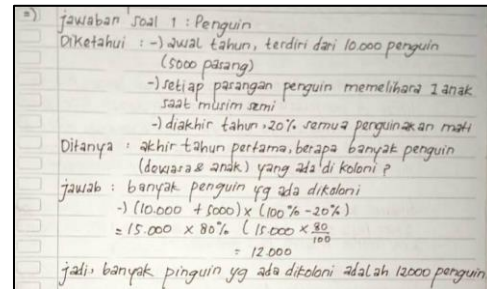 jawaban soal 1 : Penguin
Diketahui : -) awal tahun, terdiri dari 10.000 penguin
(5000 pasang)
-) setiap pasangan penguin memelihara 1 anak
saat musim semi
-) diakhir tahun, 20% semua penguin akan mati
Ditanya : akhir tahun pertama, berapa banyak penguin
(dewasa & anak) yang ada di koloni ?
jawab : banyak penguin yg ada dikoloni
-) (10.000 + 5000) x (100% - 20%)
= 15.000 x 80% ( 15.000 x 80/100
= 12.000
jadi, banyak pinguin yg ada dikoloni adalah 12000 penguin